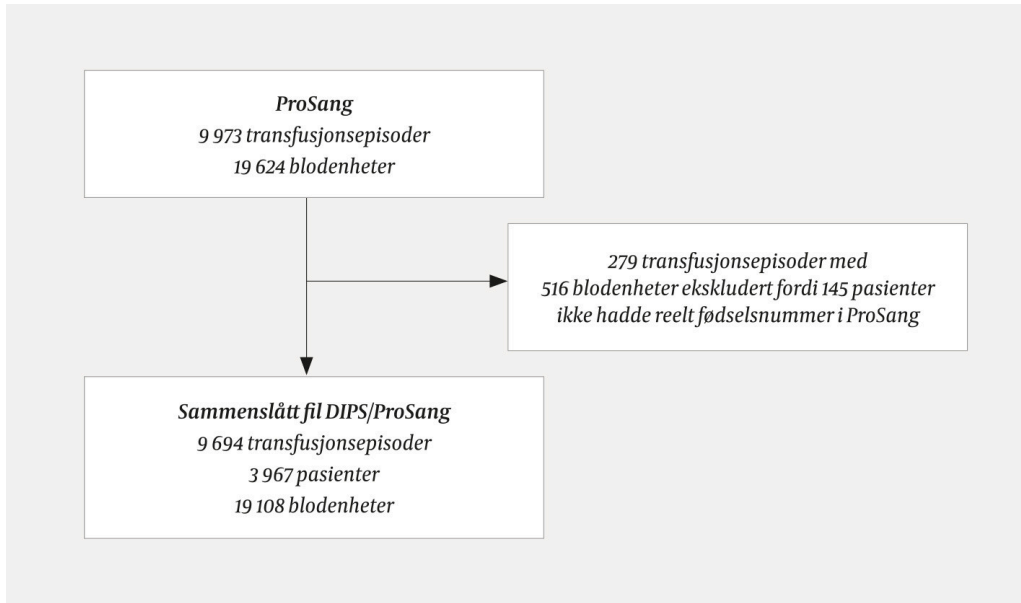 ProSang
9 973 transfusjonsepisoder
19 624 blodenheter
279 transfusjonsepisoder med
516 blodenheter ekskludert fordi 145 pasienter
ikke hadde reelt fødselsnummer i ProSang
Sammenslått fil DIPS/ProSang
9 694 transfusjonsepisoder
3 967 pasienter
19 108 blodenheter